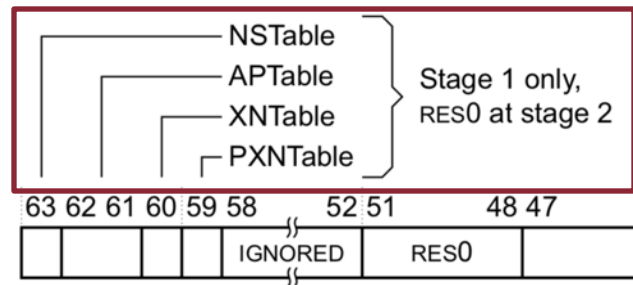 NSTable
APTable
XNTable
PXNTable
Stage 1 only,
RES0 at stage 2
63 62 61 60 59 58 52 51 48 47
IGNORED RES0